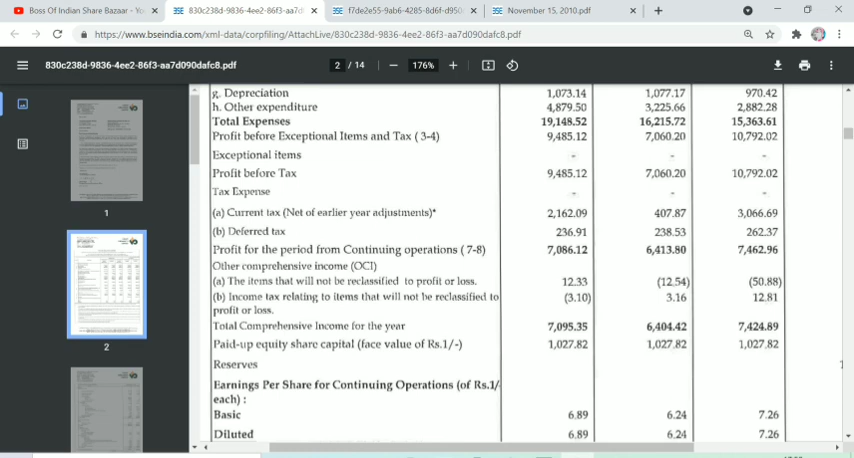 Boss Of Indian Share Bazaar - Yo
830c238d-9836-4ee2-86f3-aa7d
f7de2e55-9ab6-4285-8d6f-d950
November 15, 2010.pdf
https://www.bseindia.com/xml-data/corpfiling/AttachLive/830c238d-9836-4ee2-86f3-aa7d090dafc8.pdf
830c238d-9836-4ee2-86f3-aa7d090dafc8.pdf 2 / 14 176%
g. Depreciation 1,073.14 1,077.17 970.42
h. Other expenditure 4,879.50 3,225.66 2,882.28
Total Expenses 19,148.52 16,215.72 15,363.61
Profit before Exceptional Items and Tax ( 3-4) 9,485.12 7,060.20 10,792.02
Exceptional items - - -
Profit before Tax 9,485.12 7,060.20 10,792.02
Tax Expense - - -
(a) Current tax (Net of earlier year adjustments)* 2,162.09 407.87 3,066.69
(b) Deferred tax 236.91 238.53 262.37
Profit for the period from Continuing operations ( 7-8) 7,086.12 6,413.80 7,462.96
Other comprehensive income (OCI)
(a) The items that will not be reclassified to profit or loss. 12.33 (12.54) (50.88)
(b) Income tax relating to items that will not be reclassified to (3.10) 3.16 12.81
profit or loss.
Total Comprehensive Income for the year 7,095.35 6,404.42 7,424.89
Paid-up equity share capital (face value of Rs.1/-) 1,027.82 1,027.82 1,027.82
Reserves
Earnings Per Share for Continuing Operations (of Rs.1/
each) :
Basic 6.89 6.24 7.26
Diluted 6.89 6.24 7.26
1
2